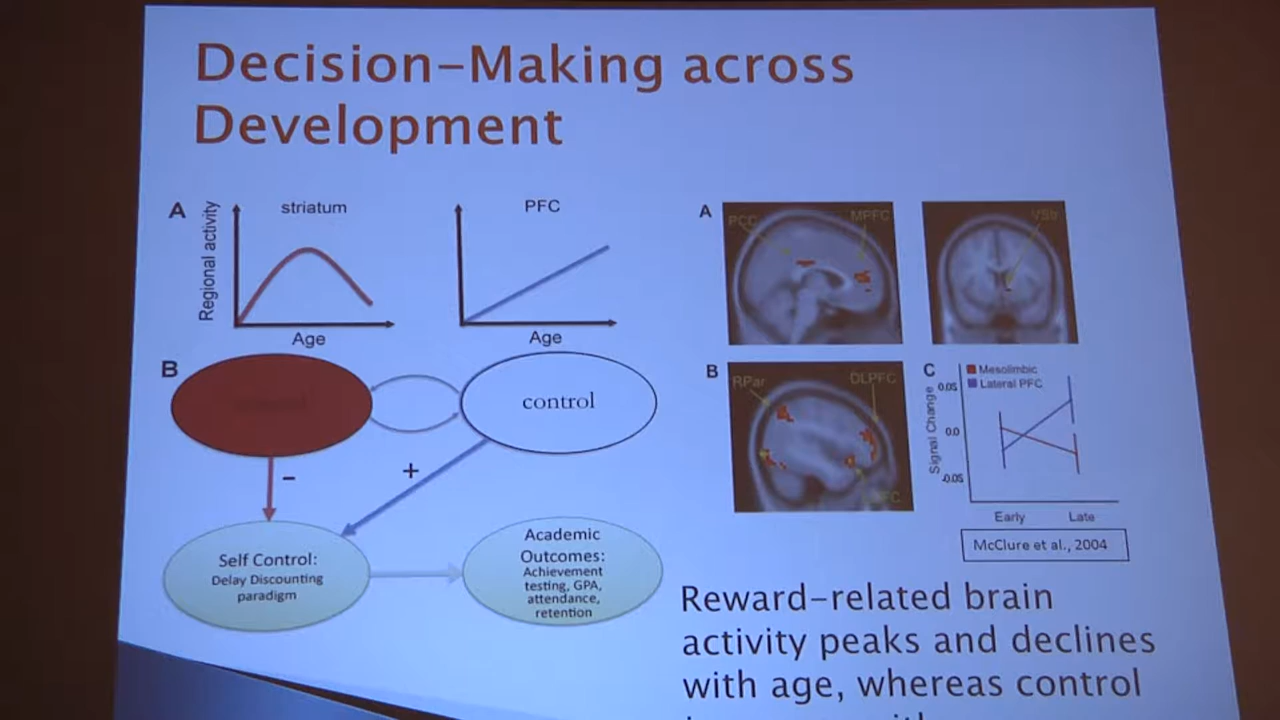 Decision-Making across
Development
A
Regional activity
striatum
Age
PFC
Age
B
control
–
+
Self Control:
Delay Discounting
paradigm
Academic
Outcomes:
Achievement
testing, GPA,
attendance,
retention
A
PCC
MPFC
VStr
B
RPar
DLPFC
C
Mesolimbic
Lateral PFC
Signal Change
0.05
0.0
-0.05
Early
Late
McClure et al., 2004
Reward-related brain
activity peaks and declines
with age, whereas control